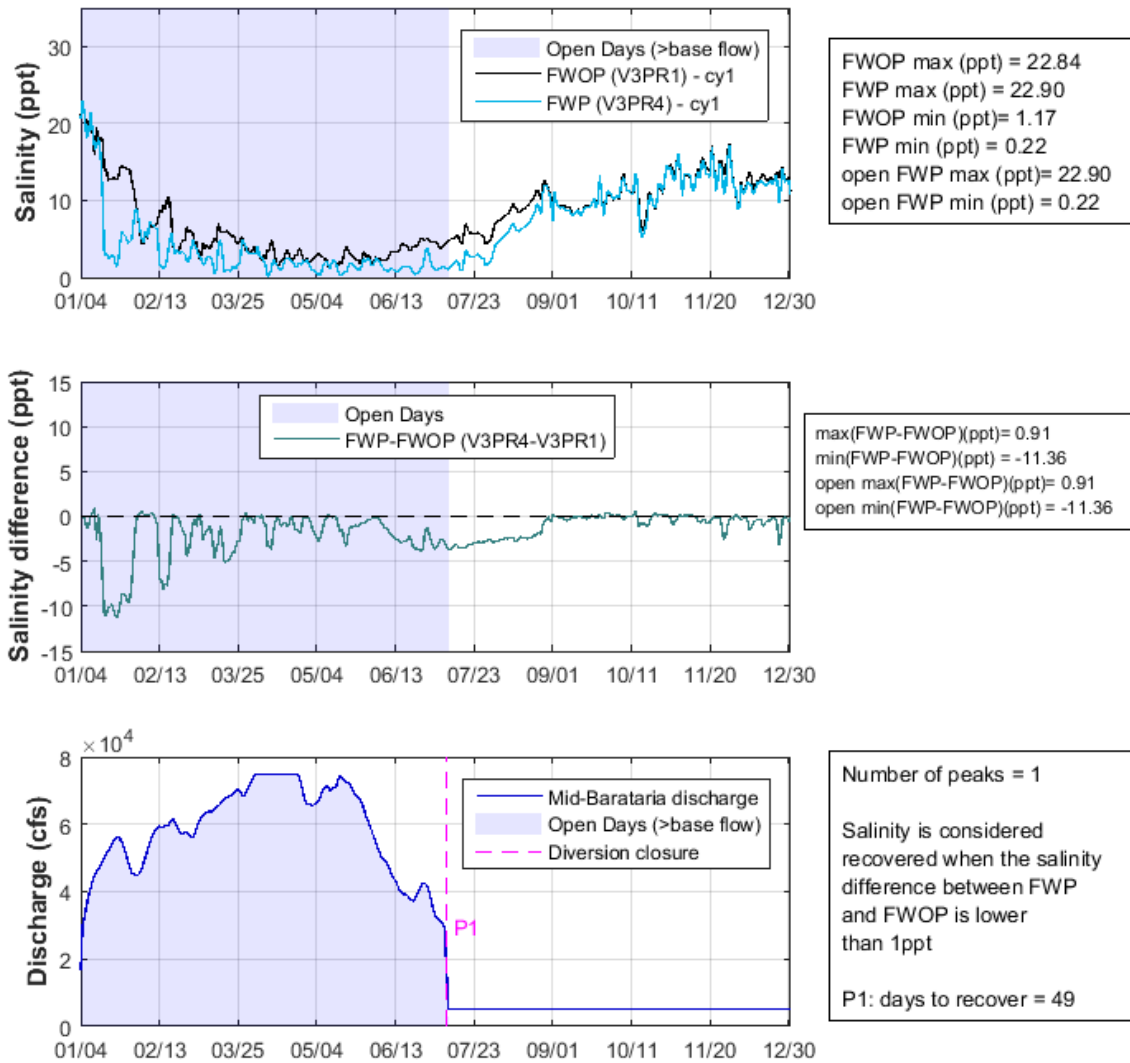 Salinity (ppt)
30
20
10
0
Open Days (>base flow)
FWOP (V3PR1) - cy1
FWP (V3PR4) - cy1
01/04 02/13 03/25 05/04 06/13 07/23 09/01 10/11 11/20 12/30
FWOP max (ppt) = 22.84
FWP max (ppt) = 22.90
FWOP min (ppt)= 1.17
FWP min (ppt) = 0.22
open FWP max (ppt)= 22.90
open FWP min (ppt) = 0.22
Salinity difference (ppt)
15
10
5
0
-5
-10
-15
Open Days
FWP-FWOP (V3PR4-V3PR1)
01/04 02/13 03/25 05/04 06/13 07/23 09/01 10/11 11/20 12/30
max(FWP-FWOP)(ppt)= 0.91
min(FWP-FWOP)(ppt) = -11.36
open max(FWP-FWOP)(ppt)= 0.91
open min(FWP-FWOP)(ppt) = -11.36
Discharge (cfs)
×10⁴
8
6
4
2
0
Mid-Barataria discharge
Open Days (>base flow)
Diversion closure
P1
01/04 02/13 03/25 05/04 06/13 07/23 09/01 10/11 11/20 12/30
Number of peaks = 1
Salinity is considered
recovered when the salinity
difference between FWP
and FWOP is lower
than 1ppt
P1: days to recover = 49